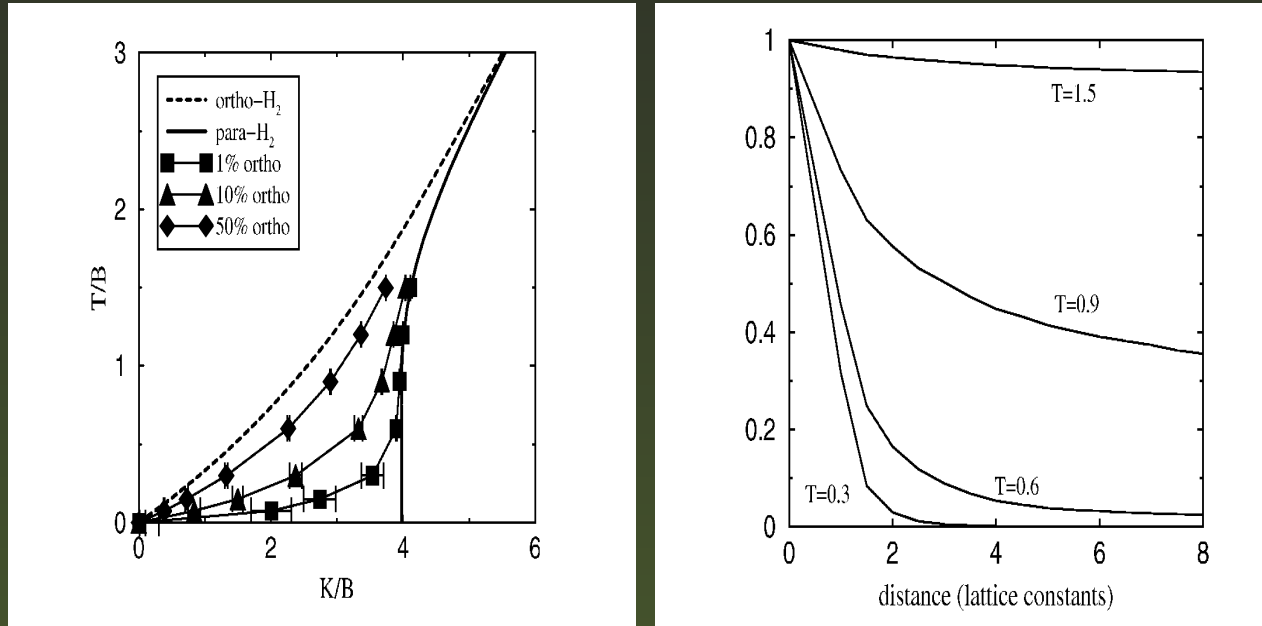 3
2
1
0
T/B
ortho–H2
para–H2
1% ortho
10% ortho
50% ortho
0 2 4 6
K/B
1
0.8
0.6
0.4
0.2
0
T=1.5
T=0.9
T=0.6
T=0.3
0 2 4 6 8
distance (lattice constants)